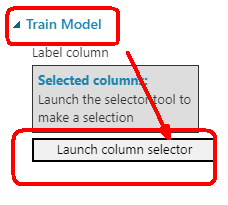 Train Model
Label column
Selected columns:
Launch the selector tool to
make a selection
Launch column selector